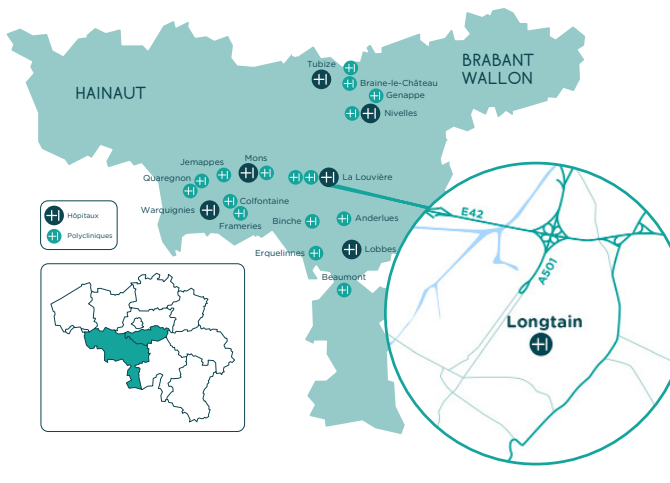 HAINAUT
BRABANT
WALLON
Tubize
Braine-le-Château
Genappe
Nivelles
Mons
Jemappes
Quaregnon
La Louvière
Colfontaine
Warquignies
Frameries
Binche
Anderlues
Erquelinnes
Lobbes
Beaumont
Hôpitaux
Polycliniques
E42
A501
Longtain